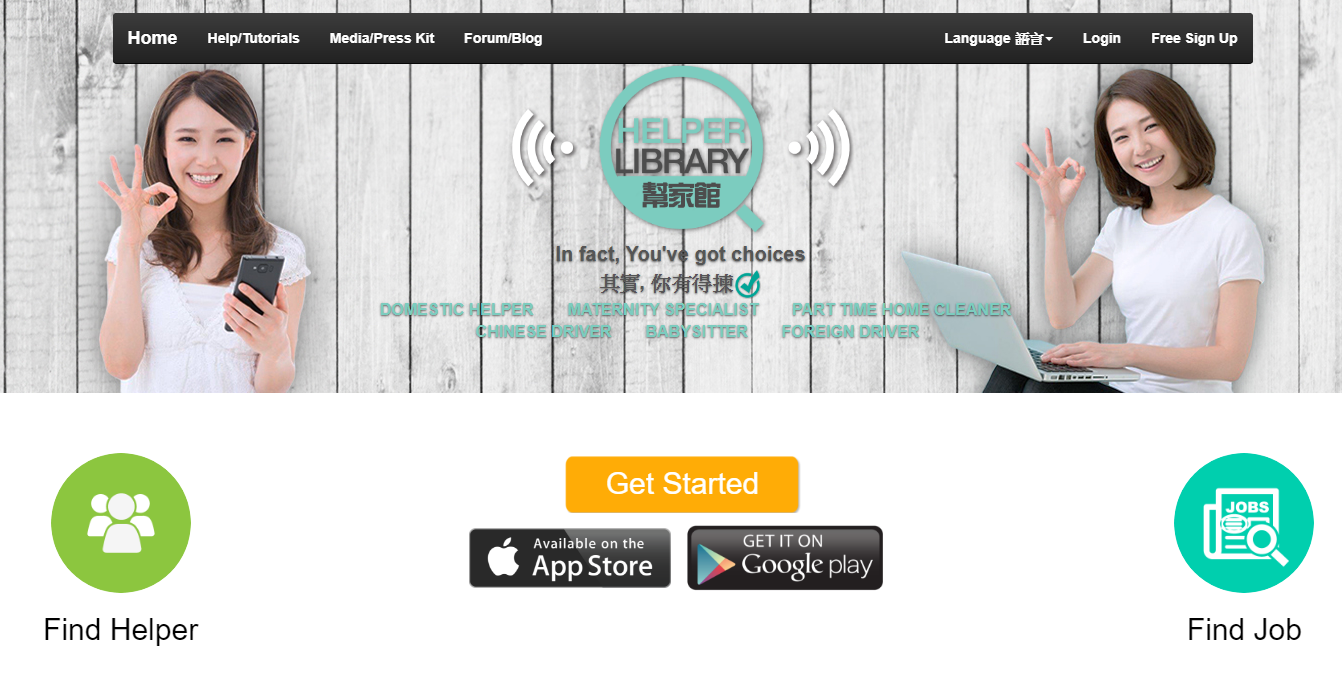 Home Help/Tutorials Media/Press Kit Forum/Blog Language 語言 Login Free Sign Up
HELPER
LIBRARY
幫家館
In fact, You've got choices
其實, 你有得揀
DOMESTIC HELPER MATERNITY SPECIALIST PART TIME HOME CLEANER
CHINESE DRIVER BABYSITTER FOREIGN DRIVER
Get Started
Available on the
App Store
GET IT ON
Google play
JOBS
Find Helper
Find Job